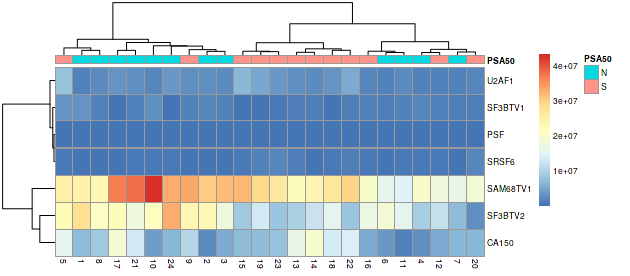 PSA50
U2AF1
SF3BTV1
PSF
SRSF6
SAM68TV1
SF3BTV2
CA150
5 1 8 17 21 10 24 9 2 3 15 19 23 13 14 18 22 16 6 11 4 12 7 20
4e+07
3e+07
2e+07
1e+07
PSA50
N
S